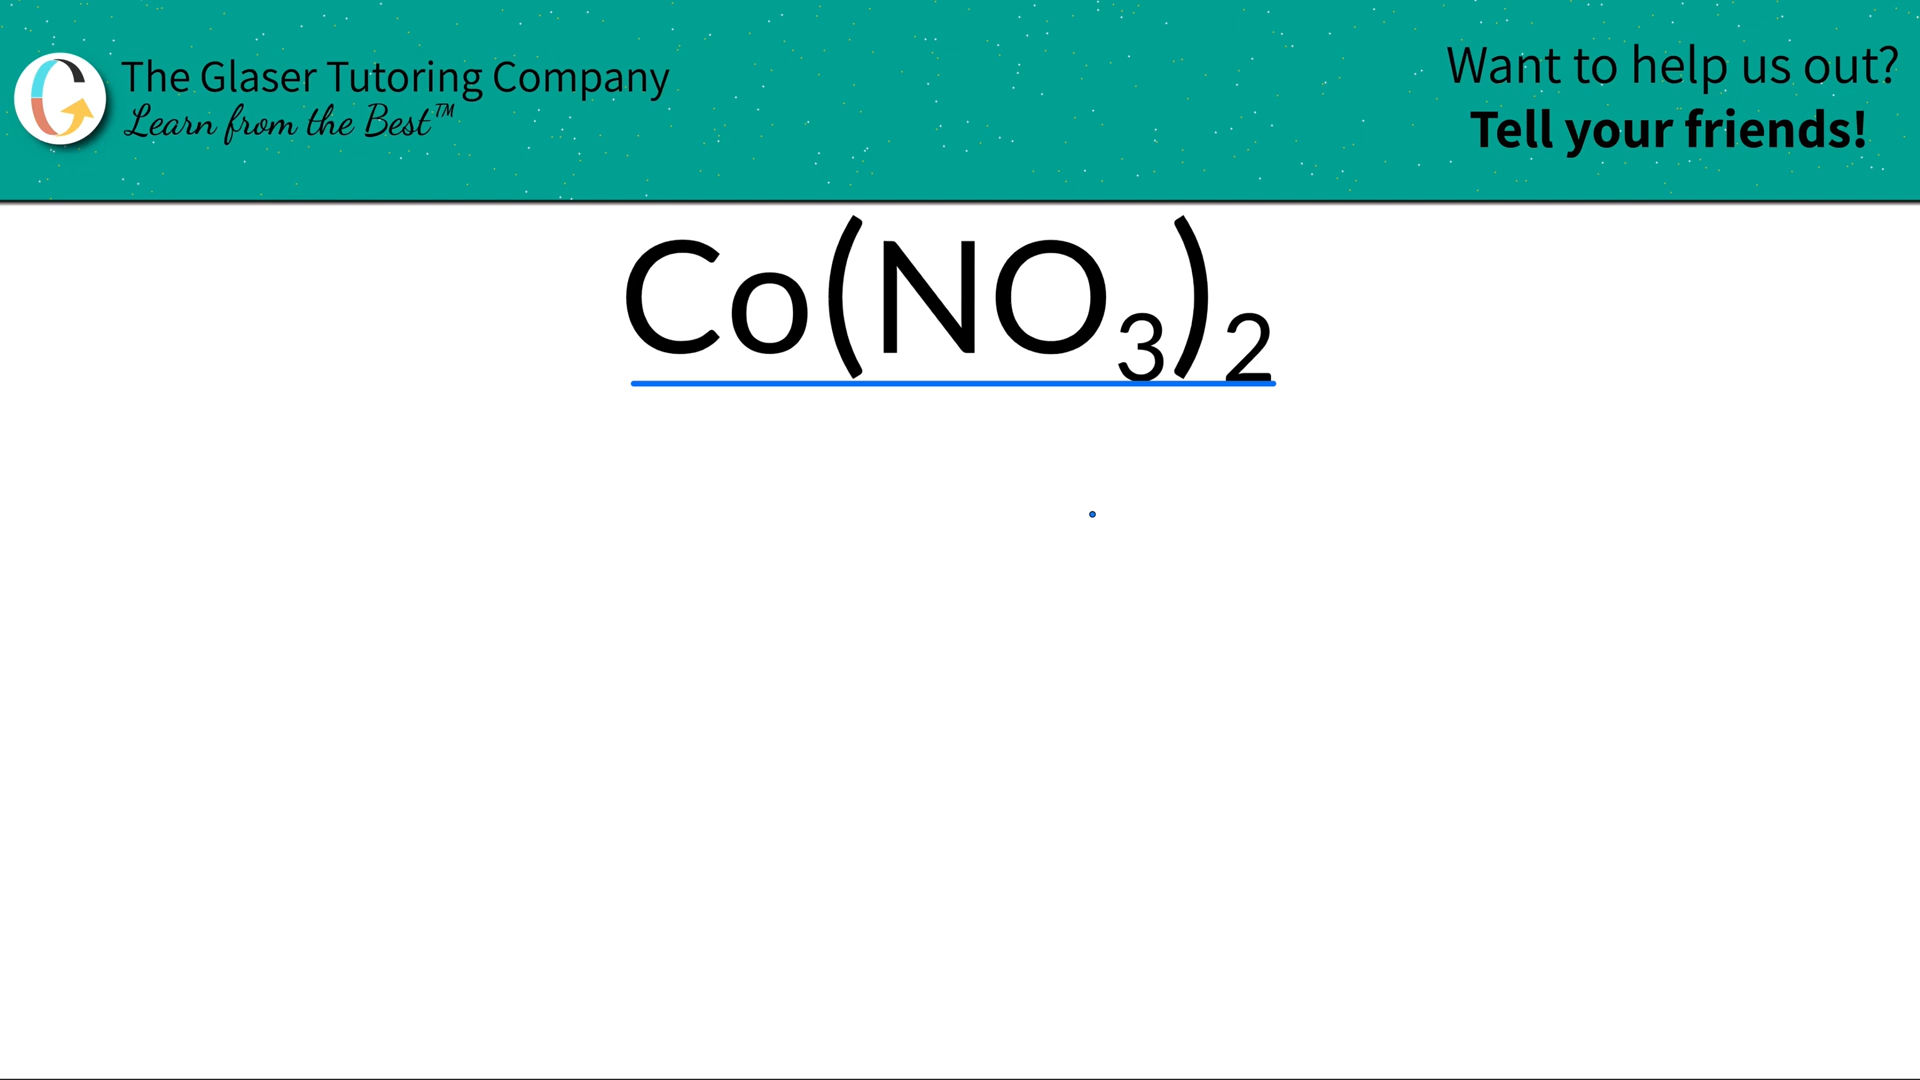 The Glaser Tutoring Company
Learn from the Best™
Want to help us out?
Tell your friends!
Co(NO₃)₂